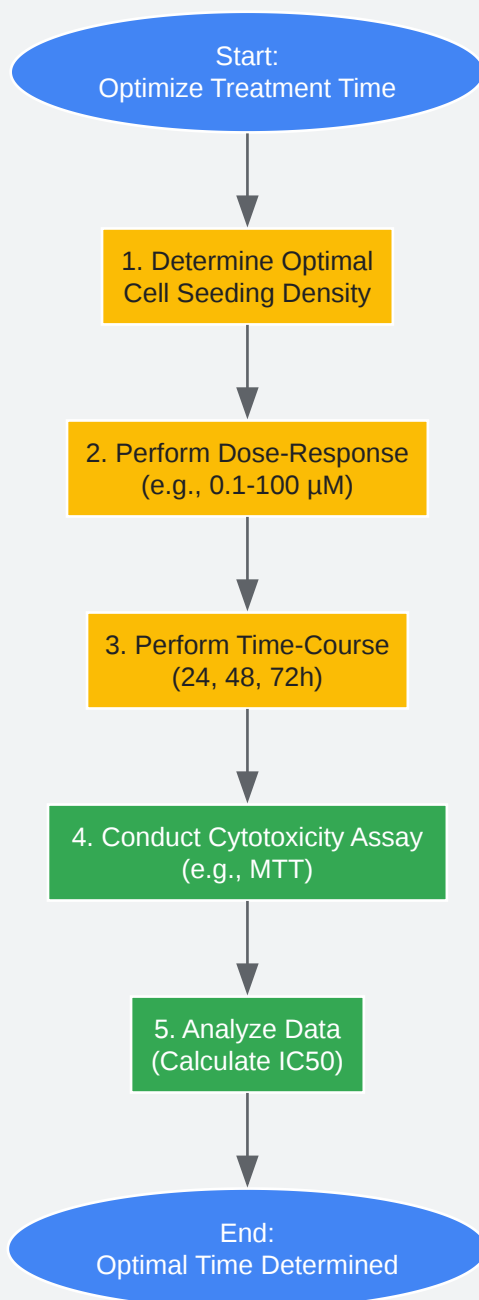 Start:
Optimize Treatment Time
1. Determine Optimal
Cell Seeding Density
2. Perform Dose-Response
(e.g., 0.1-100 µM)
3. Perform Time-Course
(24, 48, 72h)
4. Conduct Cytotoxicity Assay
(e.g., MTT)
5. Analyze Data
(Calculate IC50)
End:
Optimal Time Determined